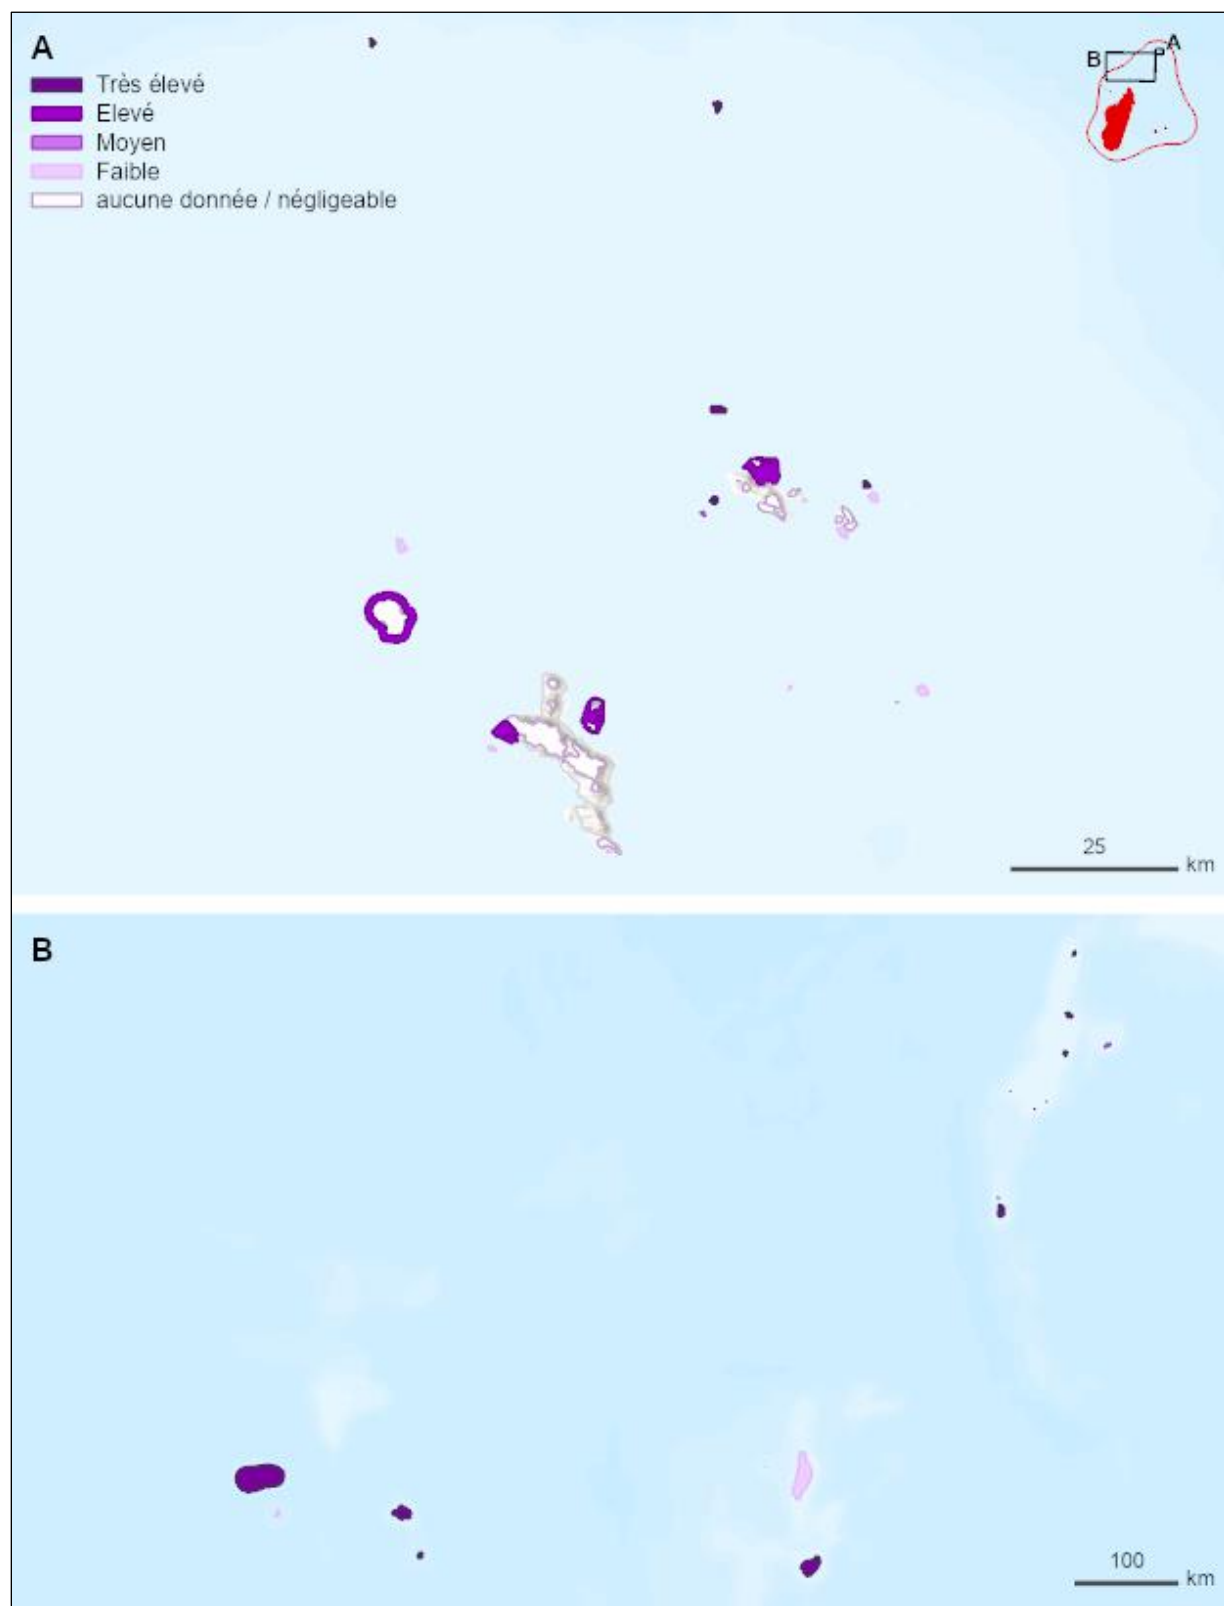 A
Très élevé
Elevé
Moyen
Faible
aucune donnée / négligeable
A
B
25
km
B
100
km